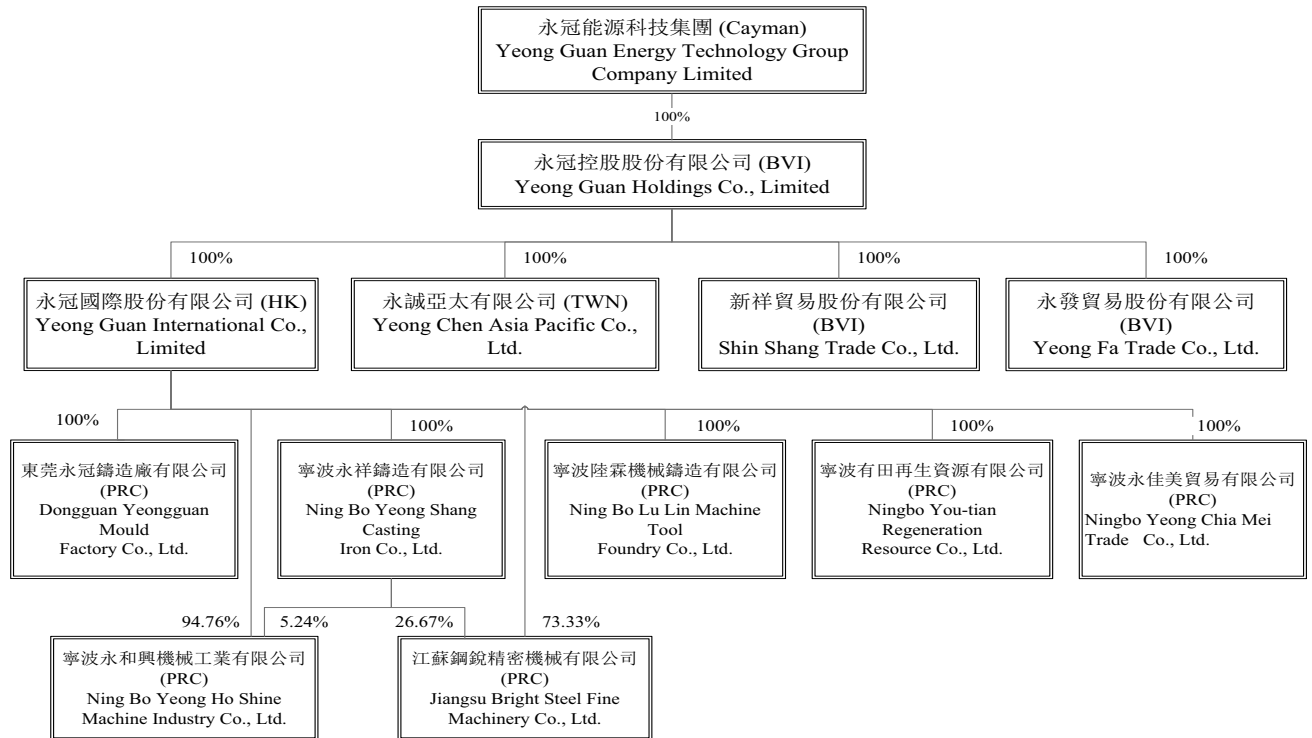 永冠能源科技集團 (Cayman)
Yeong Guan Energy Technology Group
Company Limited
100%
永冠控股股份有限公司 (BVI)
Yeong Guan Holdings Co., Limited
100%
100%
100%
100%
永冠國際股份有限公司 (HK)
Yeong Guan International Co.,
Limited
永誠亞太有限公司 (TWN)
Yeong Chen Asia Pacific Co.,
Ltd.
新祥貿易股份有限公司
(BVI)
Shin Shang Trade Co., Ltd.
永發貿易股份有限公司
(BVI)
Yeong Fa Trade Co., Ltd.
100%
100%
100%
100%
100%
東莞永冠鑄造廠有限公司
(PRC)
Dongguan Yeongguan
Mould
Factory Co., Ltd.
寧波永祥鑄造有限公司
(PRC)
Ning Bo Yeong Shang
Casting
Iron Co., Ltd.
寧波陸霖機械鑄造有限公司
(PRC)
Ning Bo Lu Lin Machine
Tool
Foundry Co., Ltd.
寧波有田再生資源有限公司
(PRC)
Ningbo You-tian
Regeneration
Resource Co., Ltd.
寧波永佳美貿易有限公司
(PRC)
Ningbo Yeong Chia Mei
Trade Co., Ltd.
94.76%
5.24%
26.67%
73.33%
寧波永和興機械工業有限公司
(PRC)
Ning Bo Yeong Ho Shine
Machine Industry Co., Ltd.
江蘇鋼銳精密機械有限公司
(PRC)
Jiangsu Bright Steel Fine
Machinery Co., Ltd.